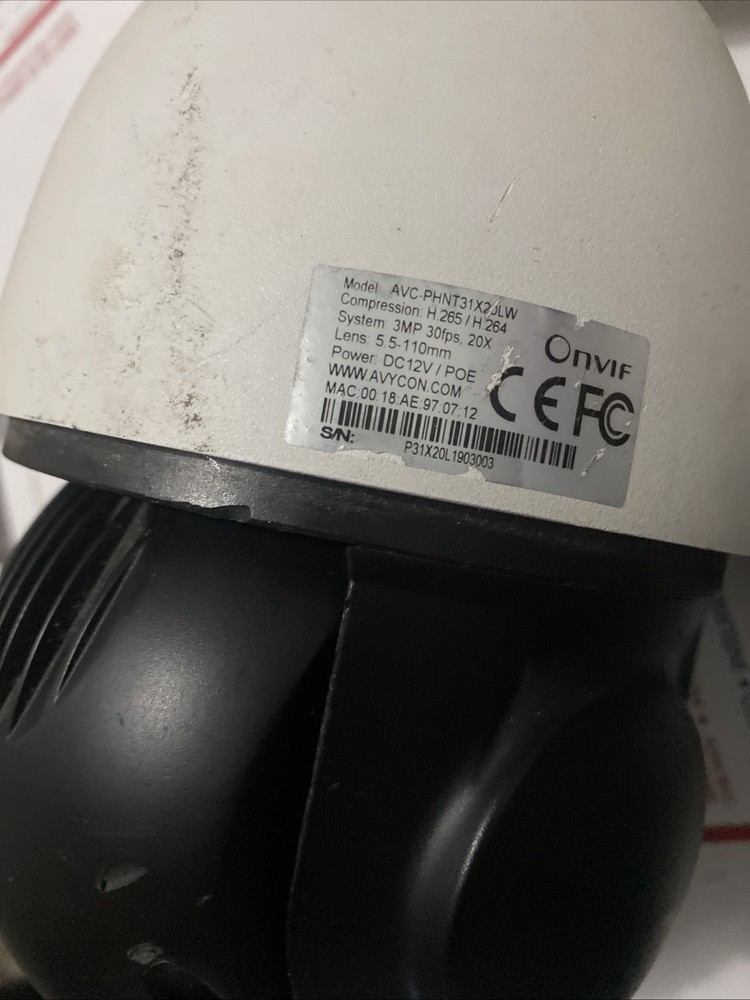 Model: AVC-PHNT31X20LW
Compression: H.265 / H.264
System: 3MP 30fps, 20X
Lens: 5.5-110mm
Power: DC12V / POE
WWW.AVYCON.COM
MAC:00.18.AE.97.07.12
S/N:
P31X20L1903003
ONVIF
CE FC